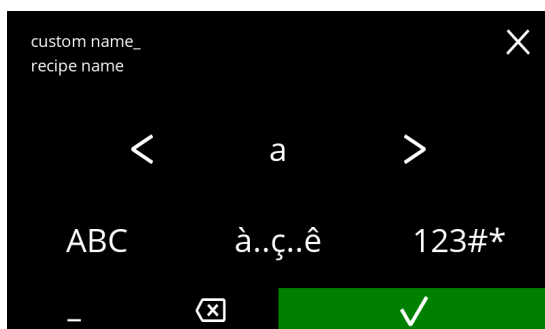 custom name_
recipe name
< a >
ABC à..ç..ê 123#*
_